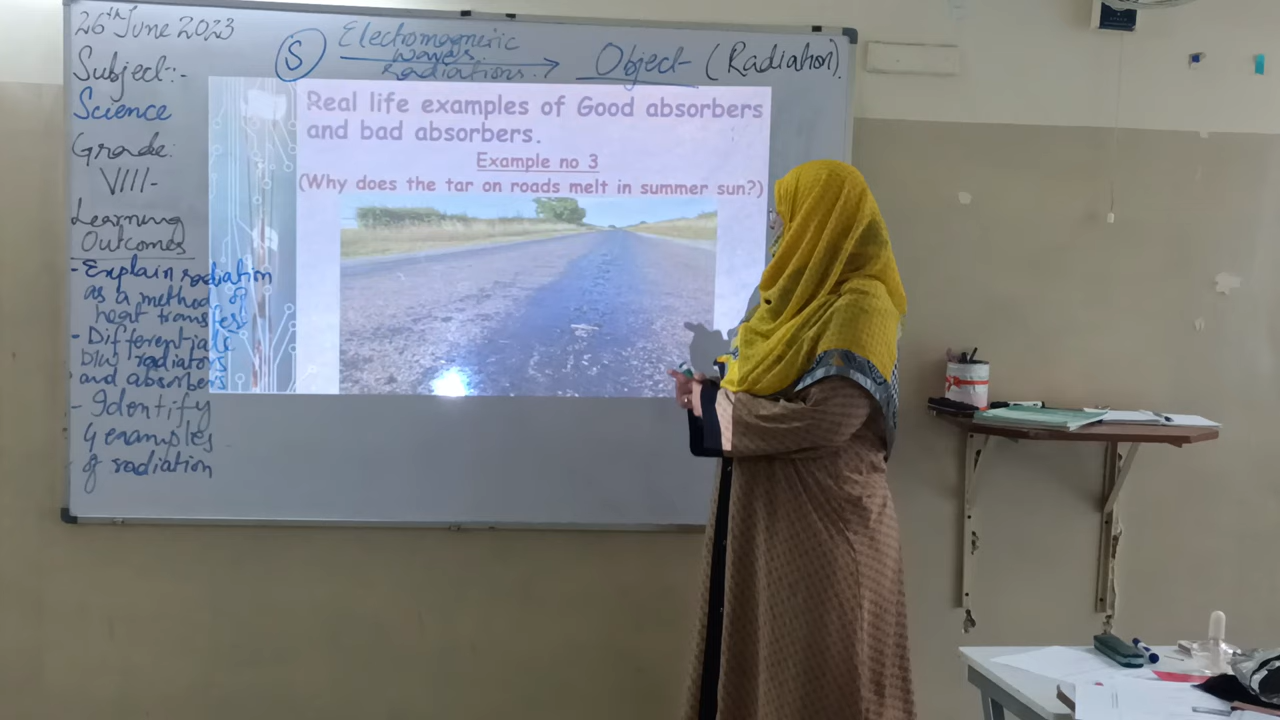 26th June 2023
Subject:-
Science
Grade:
VIII-
Learning
Outcomes
- Explain radiation
as a method of
heat transfer
- Differentiate
b/w radiators
and absorbers
- Identify
4 examples
of radiation
S
Electromagneric
waves
Radiations.
Object (Radiation).
Real life examples of Good absorbers
and bad absorbers.
Example no 3
(Why does the tar on roads melt in summer sun?)